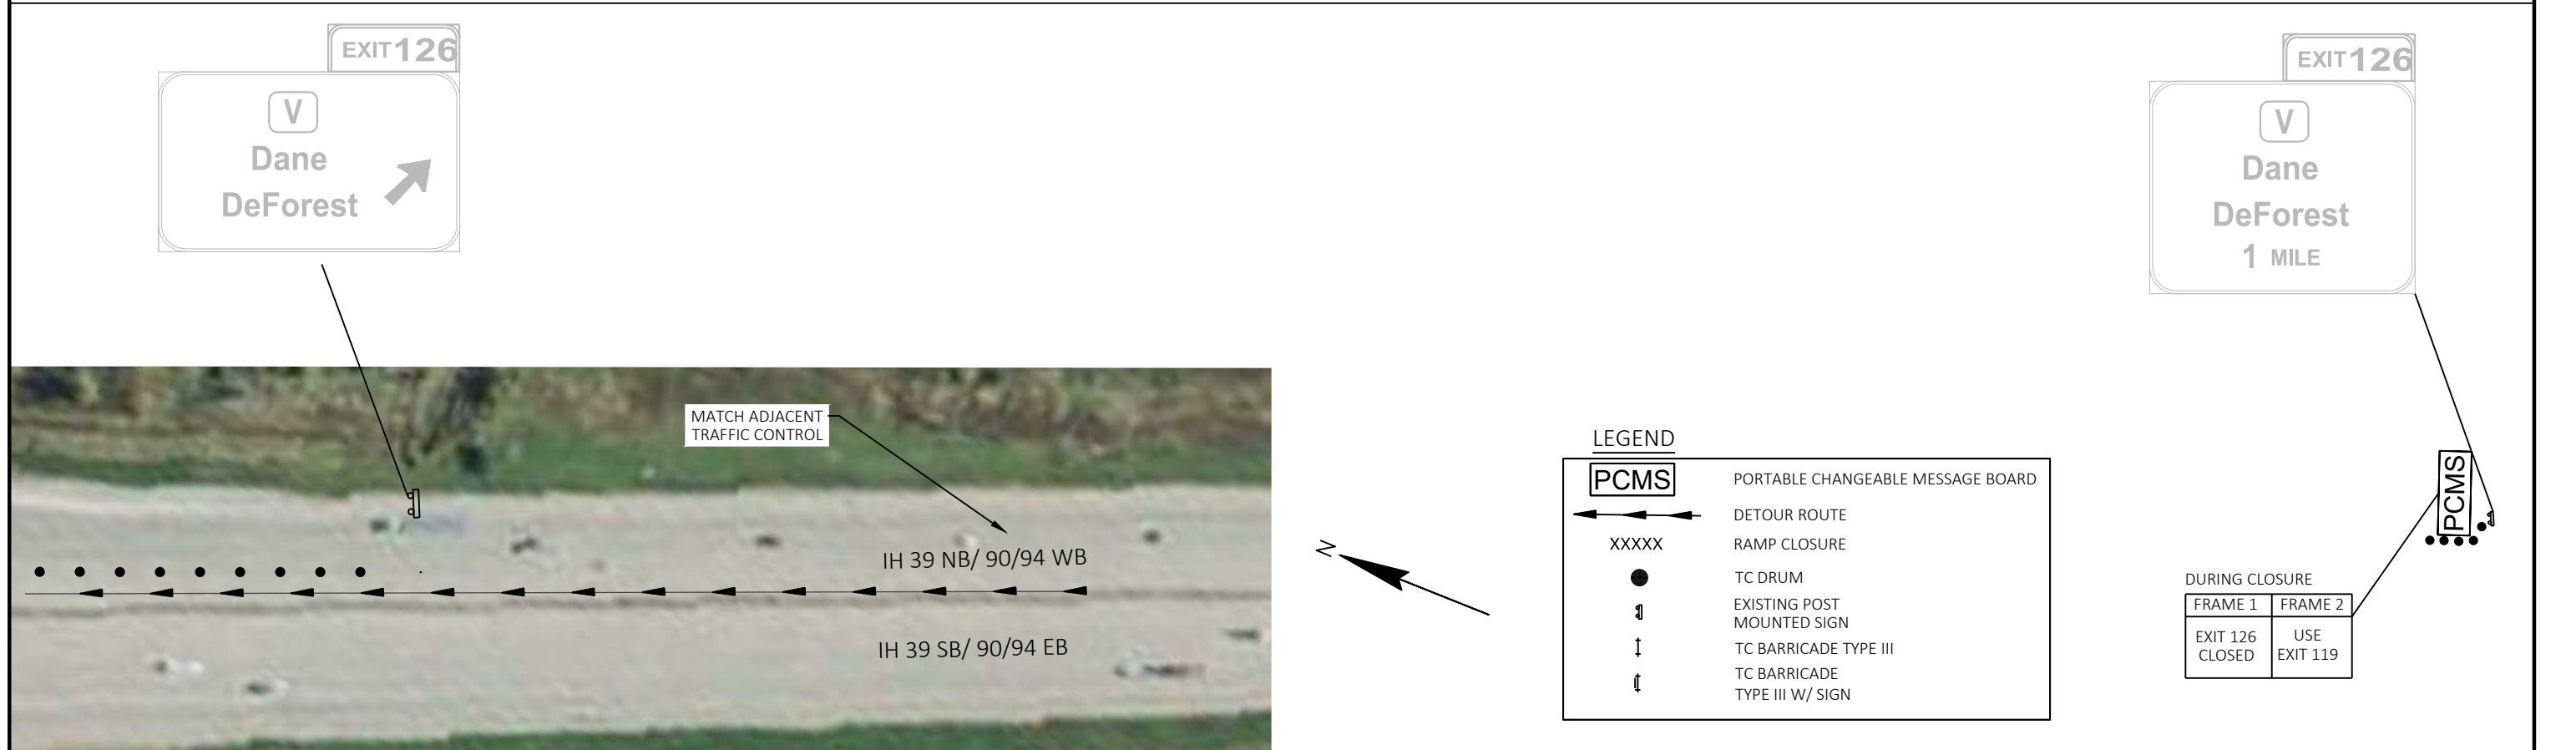 EXIT 126
V
Dane
DeForest
EXIT 126
V
Dane
DeForest
1 MILE
MATCH ADJACENT
TRAFFIC CONTROL
IH 39 NB/ 90/94 WB
IH 39 SB/ 90/94 EB
N
LEGEND
PCMS PORTABLE CHANGEABLE MESSAGE BOARD
DETOUR ROUTE
XXXXX RAMP CLOSURE
TC DRUM
EXISTING POST
MOUNTED SIGN
TC BARRICADE TYPE III
TC BARRICADE
TYPE III W/ SIGN
PCMS
DURING CLOSURE
FRAME 1 FRAME 2
EXIT 126 USE
CLOSED EXIT 119